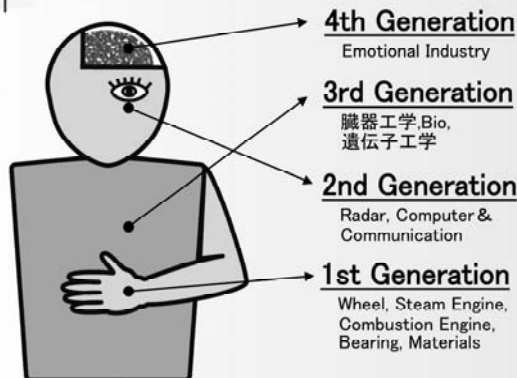 4th Generation
Emotional Industry
3rd Generation
臓器工学,Bio,
遺伝子工学
2nd Generation
Radar, Computer &
Communication
1st Generation
Wheel, Steam Engine,
Combustion Engine,
Bearing, Materials